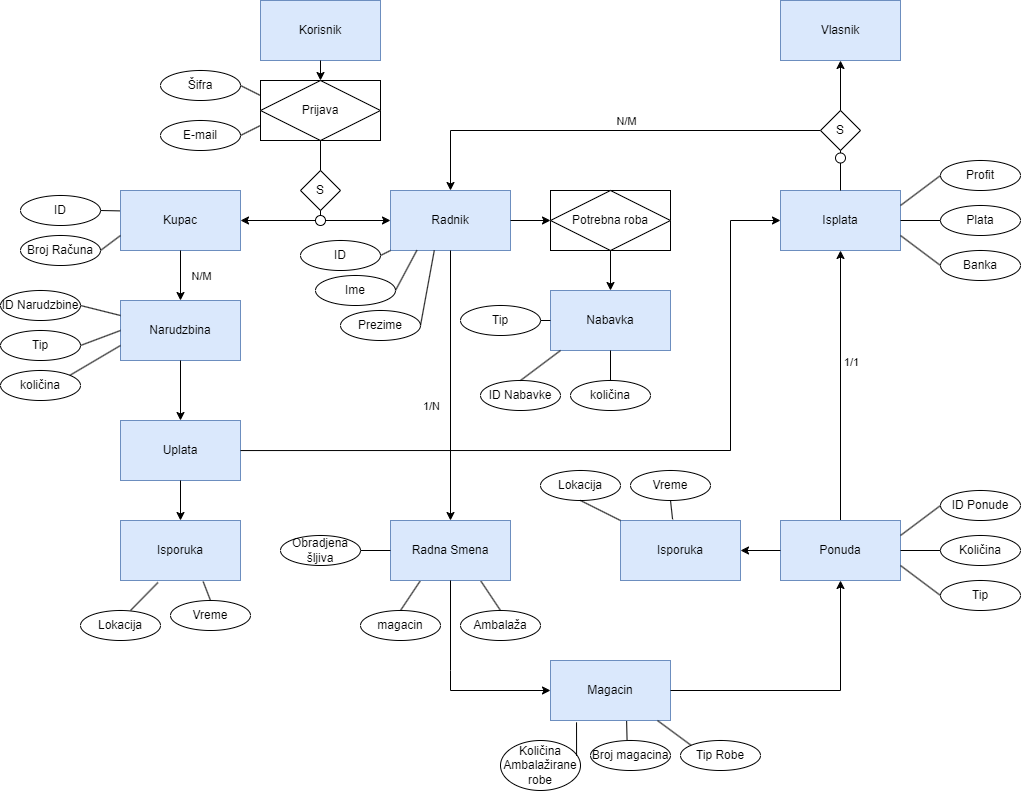 Korisnik
Vlasnik
Šifra
Prijava
E-mail
N/M
S
S
ID
Kupac
Broj Računa
Radnik
Potrebna roba
Isplata
Profit
Plata
Banka
ID
Ime
Prezime
N/M
ID Narudzbine
Narudzbina
Tip
količina
Tip
Nabavka
ID Nabavke
količina
1/1
1/N
Uplata
Lokacija
Vreme
Isporuka
Obradjena
šljiva
Radna Smena
Isporuka
Ponuda
ID Ponude
Količina
Tip
Lokacija
Vreme
magacin
Ambalaža
Magacin
Količina
Ambalažirane
robe
Broj magacina
Tip Robe